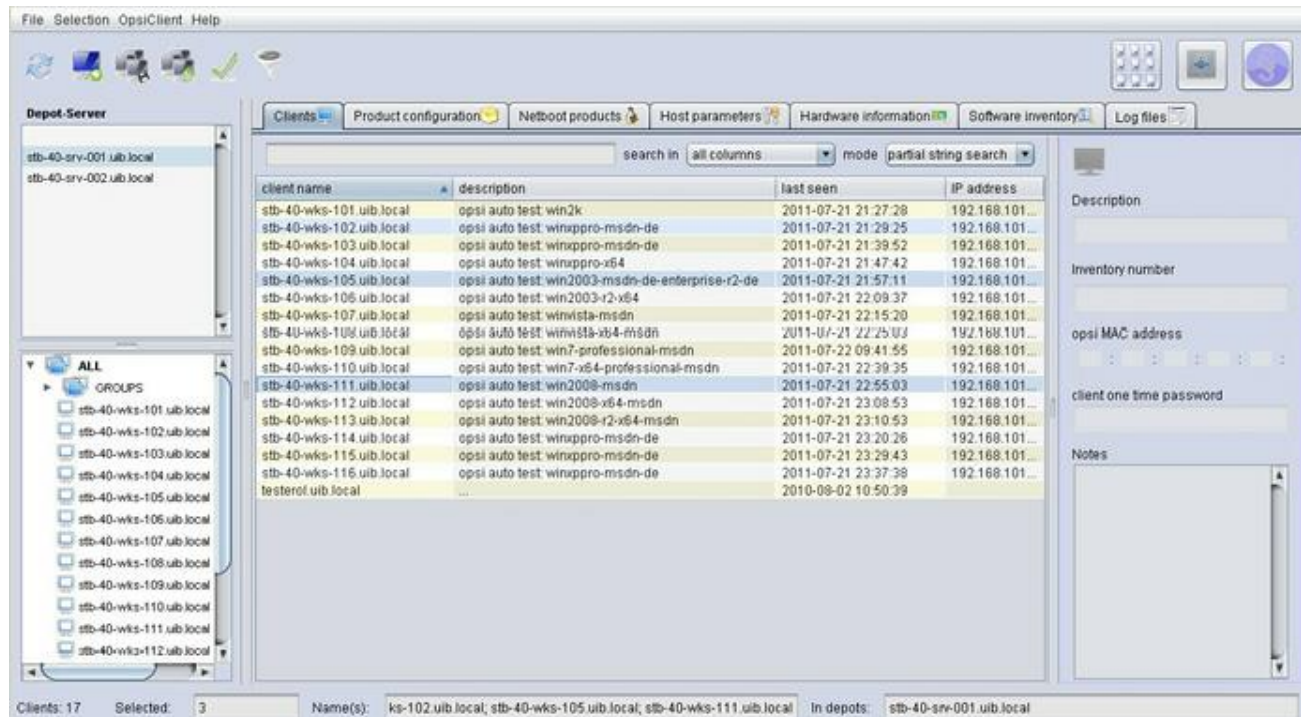 File Selection OpsiClient Help
Depot-Server
stb-40-srv-001.uib.local
stb-40-srv-002.uib.local
ALL
GROUPS
stb-40-wks-101.uib.local
stb-40-wks-102.uib.local
stb-40-wks-103.uib.local
stb-40-wks-104.uib.local
stb-40-wks-105.uib.local
stb-40-wks-106.uib.local
stb-40-wks-107.uib.local
stb-40-wks-108.uib.local
stb-40-wks-109.uib.local
stb-40-wks-110.uib.local
stb-40-wks-111.uib.local
stb-40-wks-112.uib.local
Clients Product configuration Netboot products Host parameters Hardware information Software inventory Log files
search in all columns mode partial string search
client name description last seen IP address
stb-40-wks-101.uib.local opsi auto test: win2k 2011-07-21 21:27:28 192.168.101...
stb-40-wks-102.uib.local opsi auto test: winxppro-msdn-de 2011-07-21 21:29:25 192.168.101...
stb-40-wks-103.uib.local opsi auto test: winxppro-msdn-de 2011-07-21 21:39:52 192.168.101...
stb-40-wks-104.uib.local opsi auto test: winxppro-x64 2011-07-21 21:47:42 192.168.101...
stb-40-wks-105.uib.local opsi auto test: win2003-msdn-de-enterprise-r2-de 2011-07-21 21:57:11 192.168.101...
stb-40-wks-106.uib.local opsi auto test: win2003-r2-x64 2011-07-21 22:09:37 192.168.101...
stb-40-wks-107.uib.local opsi auto test: winvista-msdn 2011-07-21 22:15:20 192.168.101...
stb-40-wks-108.uib.local opsi auto test: winvista-x64-msdn 2011-07-21 22:25:03 192.168.101...
stb-40-wks-109.uib.local opsi auto test: win7-professional-msdn 2011-07-22 09:41:55 192.168.101...
stb-40-wks-110.uib.local opsi auto test: win7-x64-professional-msdn 2011-07-21 22:39:35 192.168.101...
stb-40-wks-111.uib.local opsi auto test: win2008-msdn 2011-07-21 22:55:03 192.168.101...
stb-40-wks-112.uib.local opsi auto test: win2008-x64-msdn 2011-07-21 23:08:53 192.168.101...
stb-40-wks-113.uib.local opsi auto test: win2008-r2-x64-msdn 2011-07-21 23:10:53 192.168.101...
stb-40-wks-114.uib.local opsi auto test: winxppro-msdn-de 2011-07-21 23:20:26 192.168.101...
stb-40-wks-115.uib.local opsi auto test: winxppro-msdn-de 2011-07-21 23:29:43 192.168.101...
stb-40-wks-116.uib.local opsi auto test: winxppro-msdn-de 2011-07-21 23:37:38 192.168.101...
testerol.uib.local ... 2010-08-02 10:50:39
Description
Inventory number
opsi MAC address
: : : : :
client one time password
Notes
Clients: 17 Selected: 3 Name(s): ks-102.uib.local; stb-40-wks-105.uib.local; stb-40-wks-111.uib.local In depots: stb-40-srv-001.uib.local